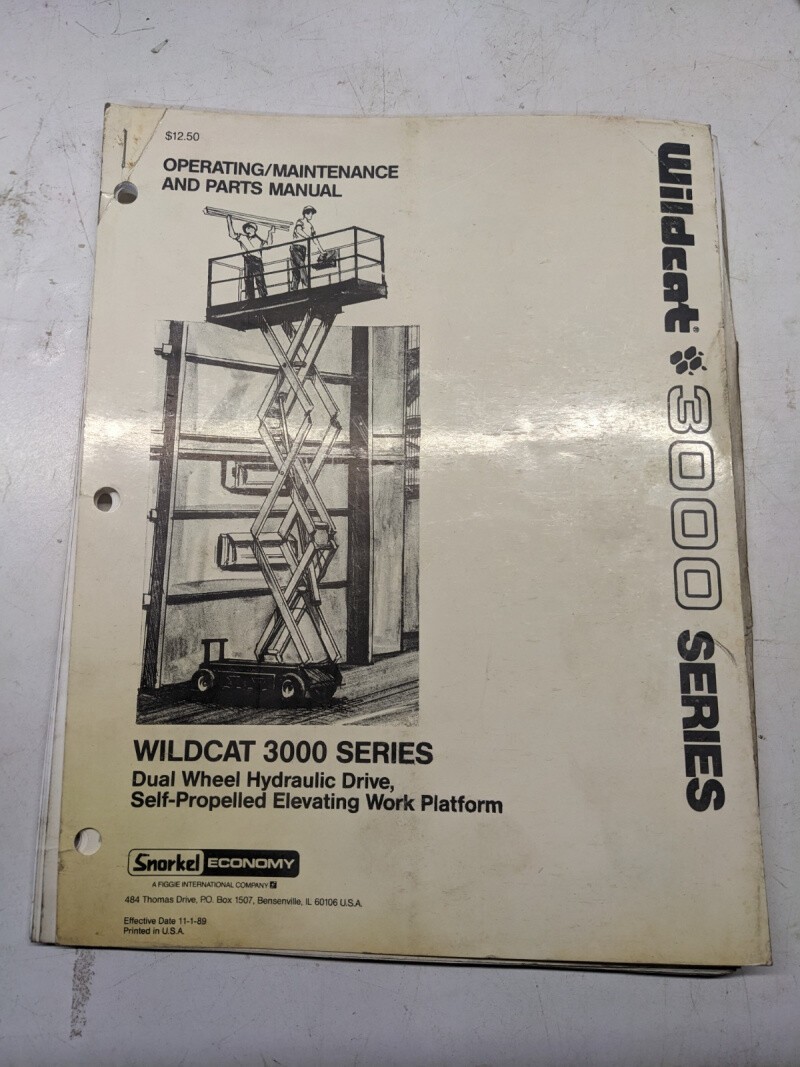 $12.50
OPERATING/MAINTENANCE
AND PARTS MANUAL
Wildcat® 3000 SERIES
WILDCAT 3000 SERIES
Dual Wheel Hydraulic Drive,
Self-Propelled Elevating Work Platform
Snorkel ECONOMY
A FIGGIE INTERNATIONAL COMPANY
484 Thomas Drive, P.O. Box 1507, Bensenville, IL 60106 U.S.A.
Effective Date 11-1-89
Printed in U.S.A.